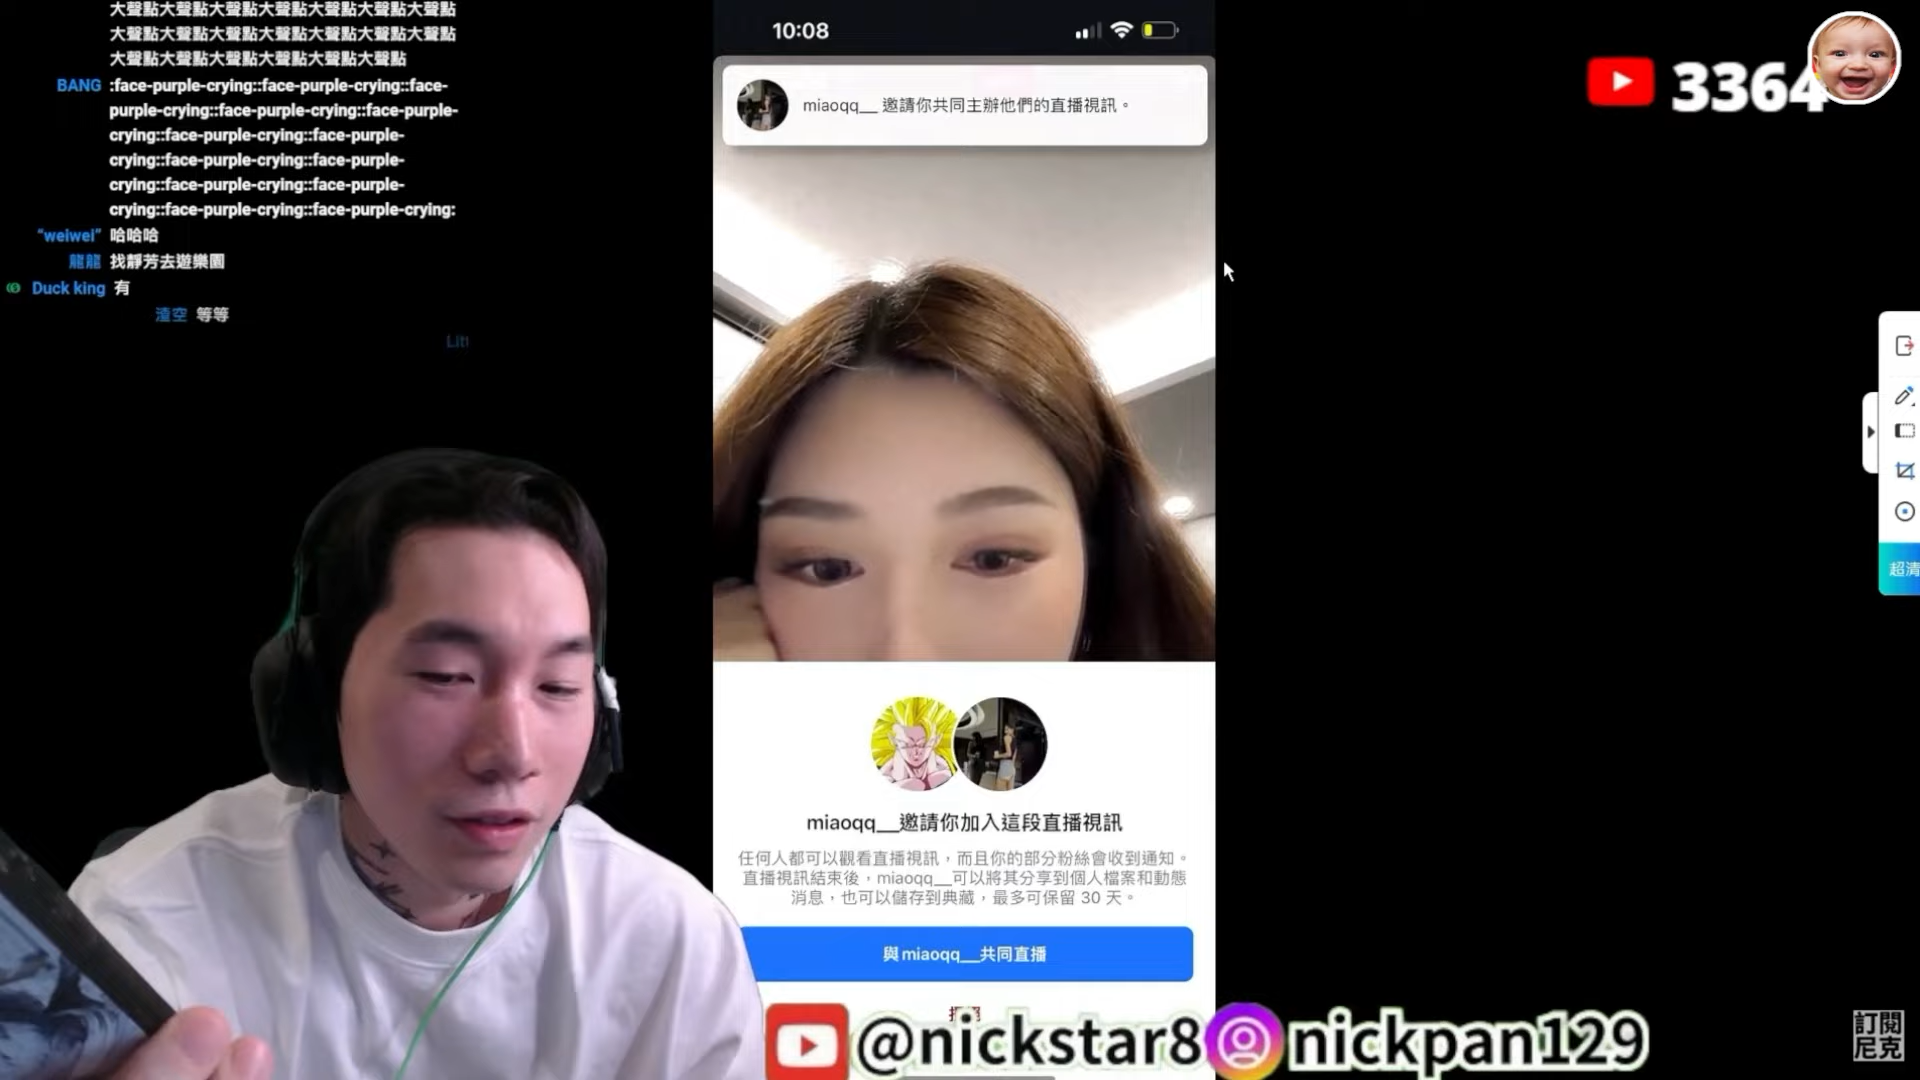 大聲點大聲點大聲點大聲點大聲點大聲點大聲點
大聲點大聲點大聲點大聲點大聲點大聲點大聲點
大聲點大聲點大聲點大聲點大聲點大聲點
BANG :face-purple-crying::face-purple-crying::face-
purple-crying::face-purple-crying::face-purple-
crying::face-purple-crying::face-purple-
crying::face-purple-crying::face-purple-
crying::face-purple-crying::face-purple-
crying::face-purple-crying::face-purple-crying:
“weiwei” 哈哈哈
龍龍 找靜芳去遊樂園
Duck king 有
渣空 等等
10:08
miaoqq__ 邀請你共同主辦他們的直播視訊。
3364
超清
miaoqq__邀請你加入這段直播視訊
任何人都可以觀看直播視訊，而且你的部分粉絲會收到通知。
直播視訊結束後，miaoqq__可以將其分享到個人檔案和動態
消息，也可以儲存到典藏，最多可保留 30 天。
與miaoqq__共同直播
@nickstar8 nickpan129
訂閱
尼克